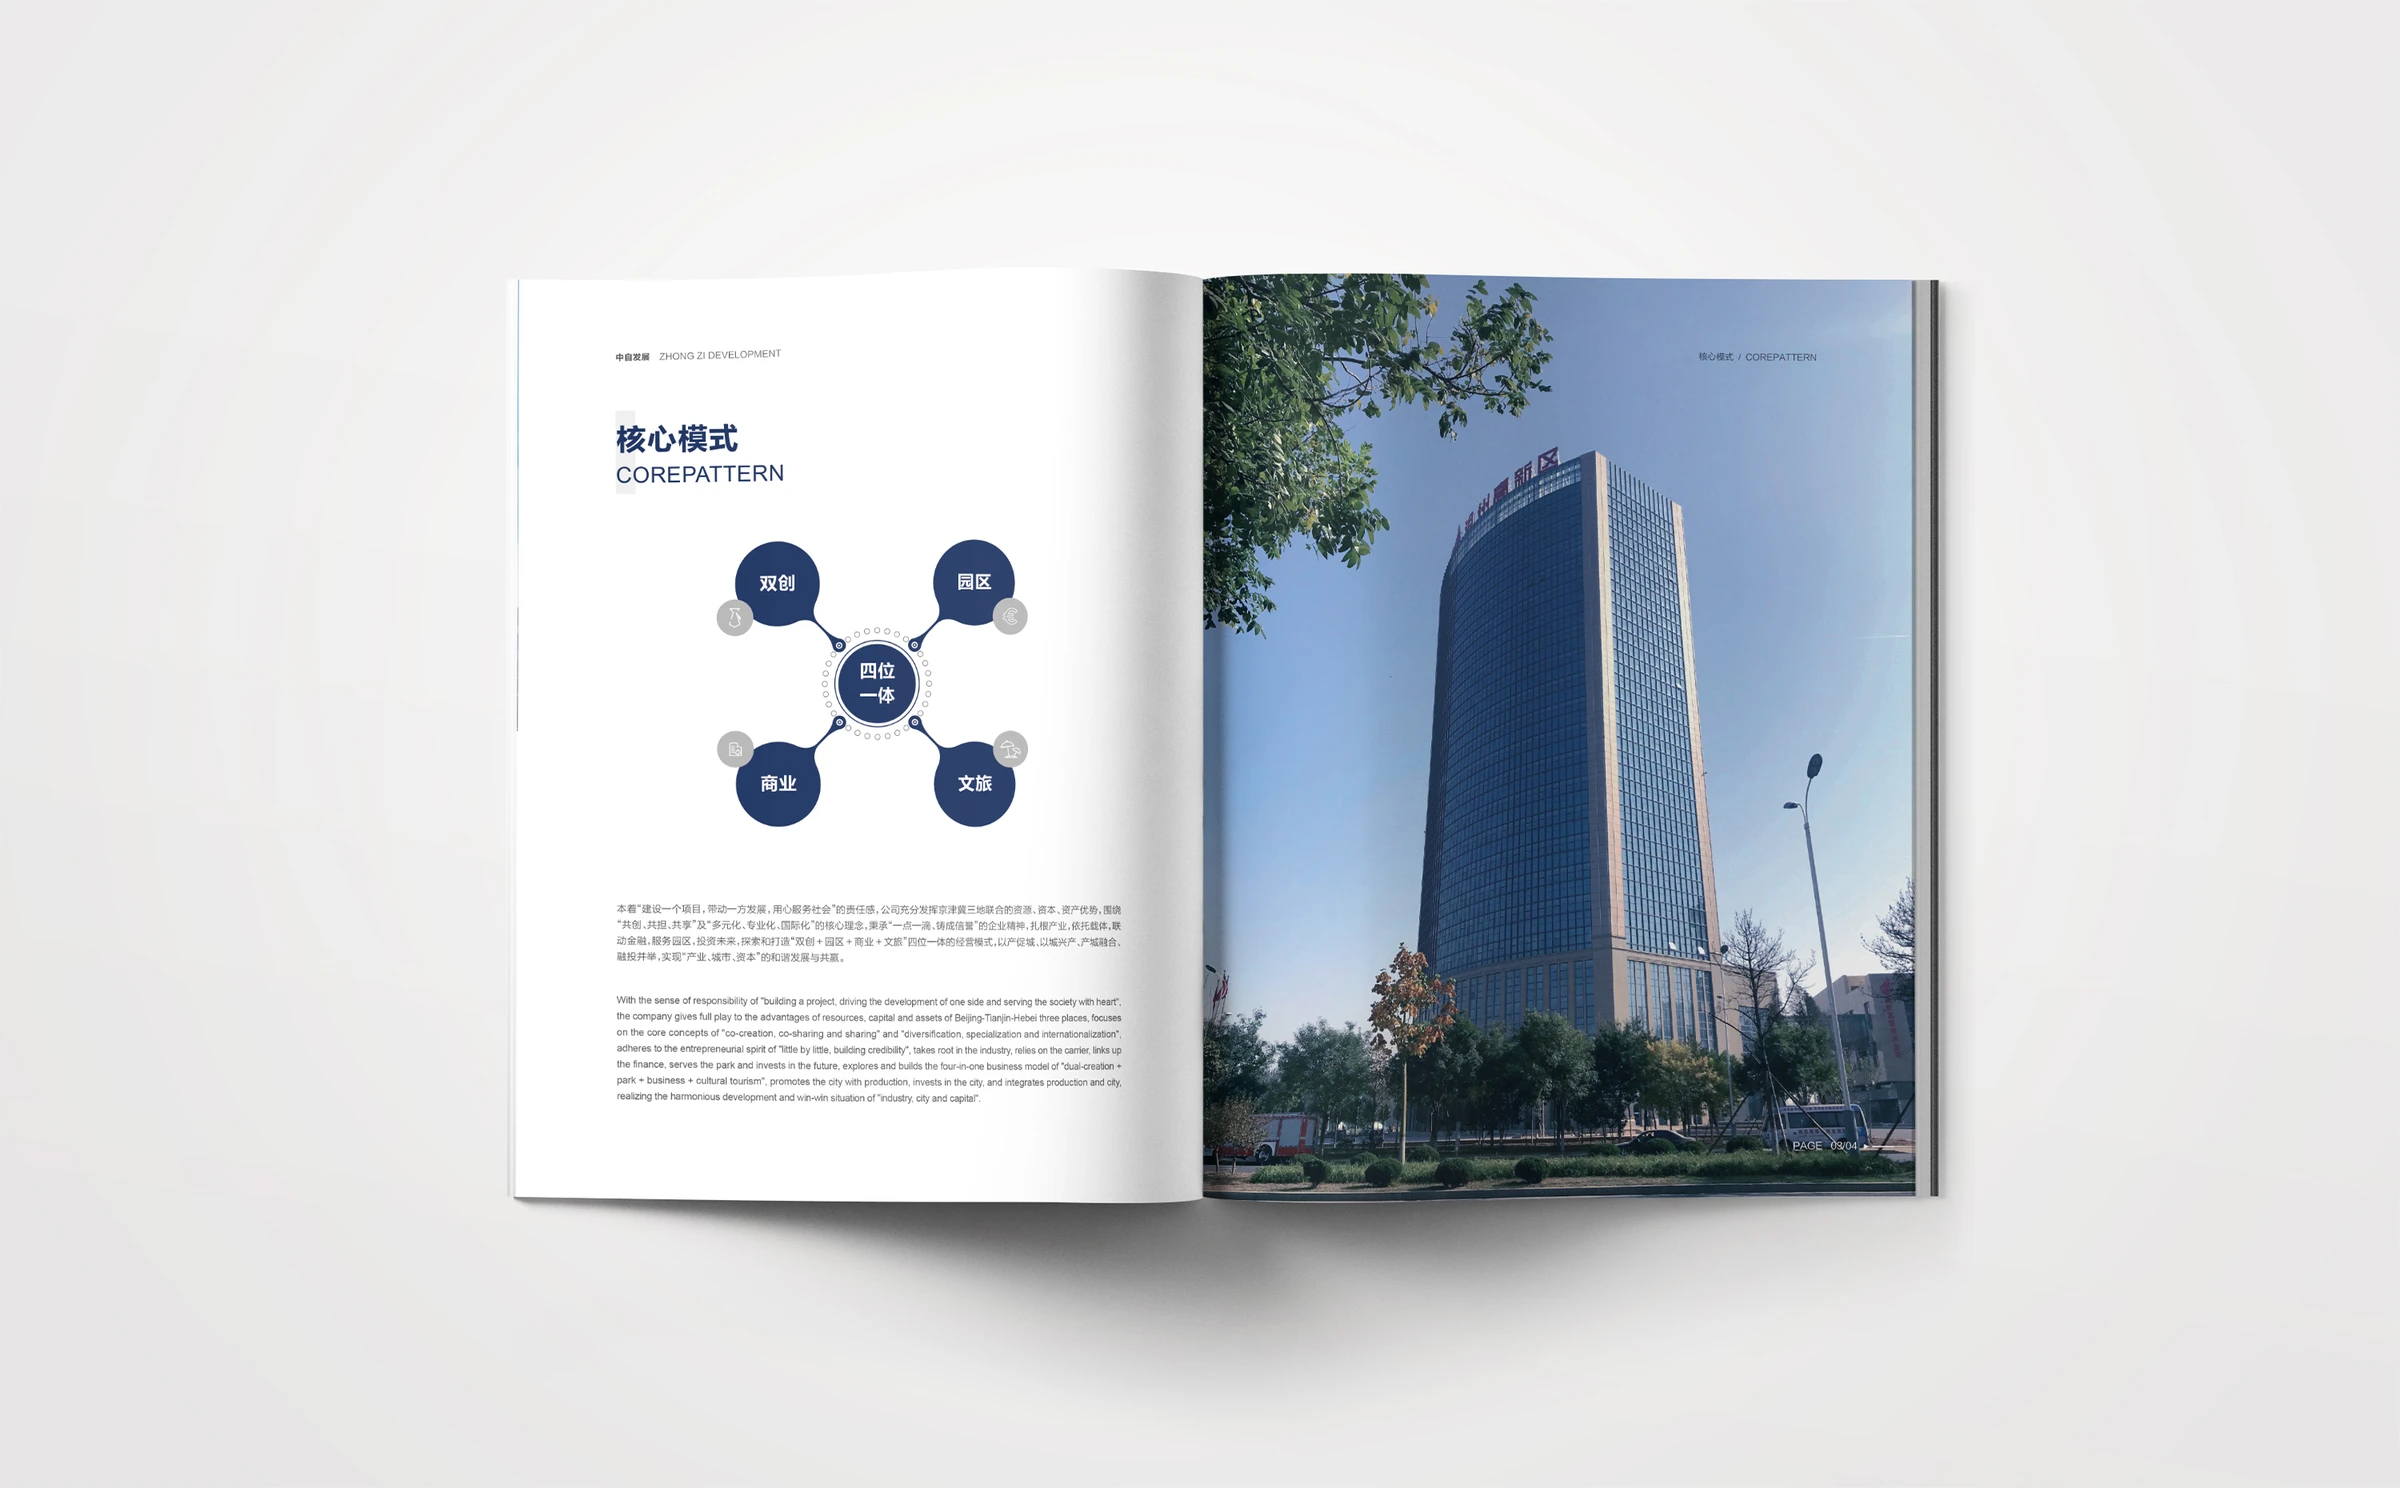 中自发展 ZHONG ZI DEVELOPMENT
核心模式
COREPATTERN
双创
园区
四位
一体
商业
文旅
本着“建设一个项目,带动一方发展,用心服务社会”的责任感,公司充分发挥京津冀三地联合的资源、资本、资产优势,围绕
“共创、共担、共享”及“多元化、专业化、国际化”的核心理念,秉承“一点一滴、铸成信誉”的企业精神,扎根产业,依托载体,联
动金融,服务园区,投资未来,探索和打造“双创+园区+商业+文旅”四位一体的经营模式,以产促城、以城兴产、产城融合、
融投并举,实现“产业、城市、资本”的和谐发展与共赢。
With the sense of responsibility of "building a project, driving the development of one side and serving the society with heart",
the company gives full play to the advantages of resources, capital and assets of Beijing-Tianjin-Hebei three places, focuses
on the core concepts of "co-creation, co-sharing and sharing" and "diversification, specialization and internationalization",
adheres to the entrepreneurial spirit of "little by little, building credibility", takes root in the industry, relies on the carrier, links up
the finance, serves the park and invests in the future, explores and builds the four-in-one business model of "dual-creation +
park + business + cultural tourism", promotes the city with production, invests in the city, and integrates production and city,
realizing the harmonious development and win-win situation of "industry, city and capital".
核心模式 / COREPATTERN
州高新区
PAGE 03/04